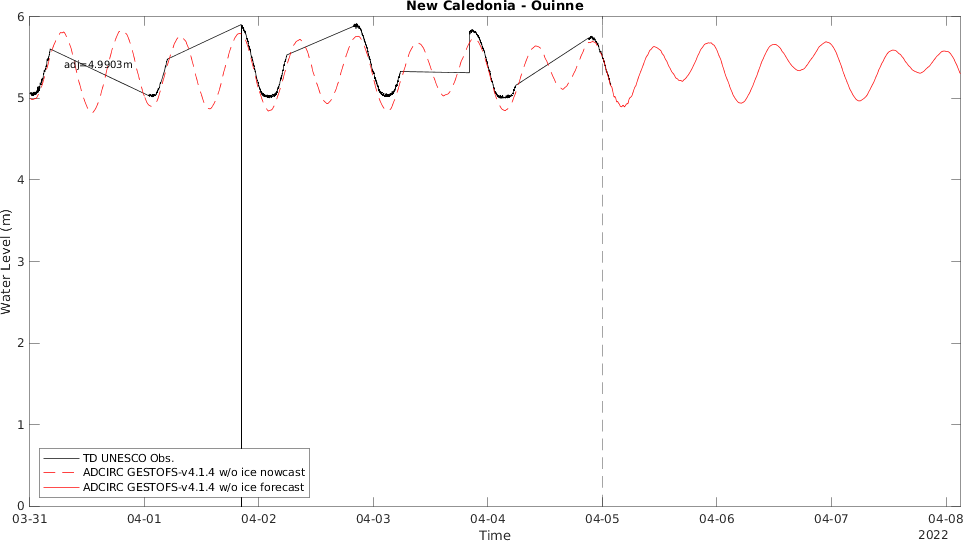 New Caledonia - Ouinne
6
5
4
3
2
1
0
Water Level (m)
adj=4.9903m
TD UNESCO Obs.
ADCIRC GESTOFS-v4.1.4 w/o ice nowcast
ADCIRC GESTOFS-v4.1.4 w/o ice forecast
03-31 04-01 04-02 04-03 04-04 04-05 04-06 04-07 04-08
Time
2022